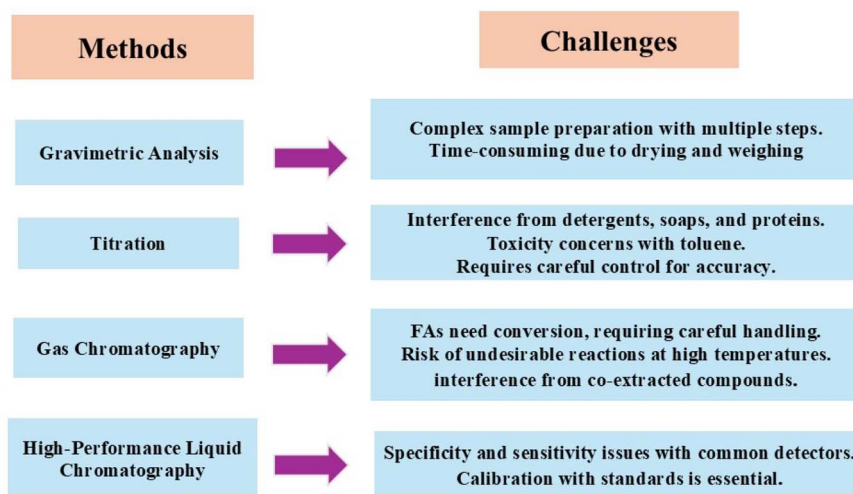 Methods
Challenges
Gravimetric Analysis
Complex sample preparation with multiple steps.
Time-consuming due to drying and weighing
Titration
Interference from detergents, soaps, and proteins.
Toxicity concerns with toluene.
Requires careful control for accuracy.
Gas Chromatography
FAs need conversion, requiring careful handling.
Risk of undesirable reactions at high temperatures.
interference from co-extracted compounds.
High-Performance Liquid
Chromatography
Specificity and sensitivity issues with common detectors.
Calibration with standards is essential.